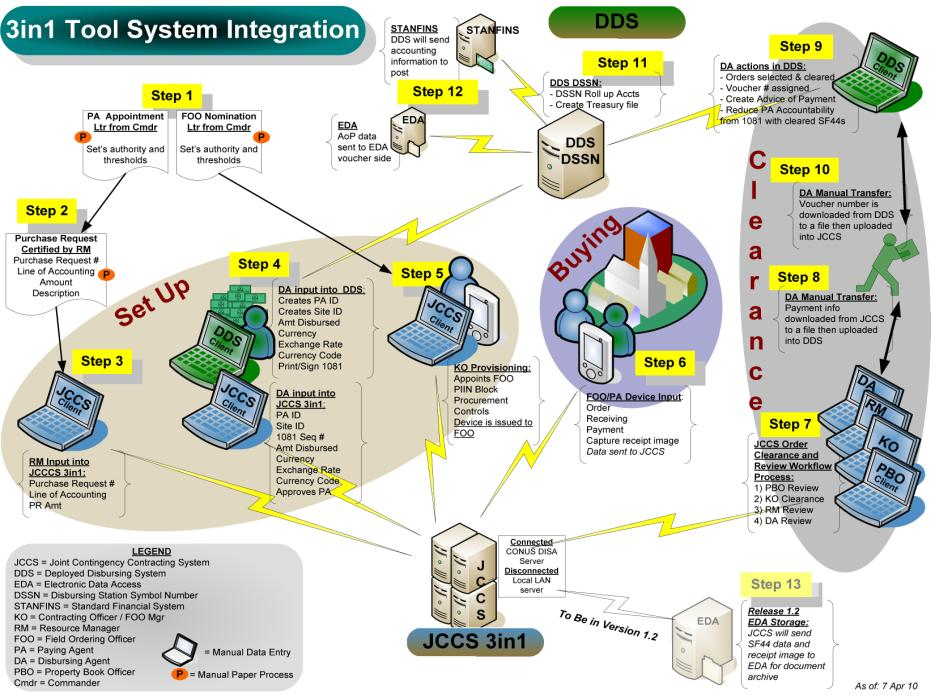 3in1 Tool System Integration
STANFINS
DDS will send
accounting
information to
post
STANFINS
DDS
Step 9
DA actions in DDS:
- Orders selected & cleared
- Voucher # assigned
- Create Advice of Payment
- Reduce PA Accountability
from 1081 with cleared SF44s
DDS
Client
Step 11
DDS DSSN:
- DSSN Roll up Accts
- Create Treasury file
Step 12
EDA
AoP data
sent to EDA
voucher side
EDA
DDS
DSSN
Step 1
PA Appointment
Ltr from Cmdr
Set's authority and
thresholds
P
FOO Nomination
Ltr from Cmdr
Set's authority and
thresholds
P
Clearance
Step 10
DA Manual Transfer:
Voucher number is
downloaded from DDS
to a file then uploaded
into JCCS
Step 2
Purchase Request
Certified by RM
Purchase Request #
Line of Accounting
Amount
Description
P
Set Up
Step 4
DA input into DDS:
Creates PA ID
Creates Site ID
Amt Disbursed
Currency
Exchange Rate
Currency Code
Print/Sign 1081
DDS
Client
Step 5
JCCS
Client
Buying
Step 8
DA Manual Transfer:
Payment info
downloaded from JCCS
to a file then uploaded
into DDS
Step 3
JCCS
Client
JCCS
Client
DA input into
JCCS 3in1:
PA ID
Site ID
1081 Seq #
Amt Disbursed
Currency
Exchange Rate
Currency Code
Approves PA
KO Provisioning:
Appoints FOO
PIIN Block
Procurement
Controls
Device is issued to
FOO
Step 6
FOO/PA Device Input:
Order
Receiving
Payment
Capture receipt image
Data sent to JCCS
Step 7
JCCS Order
Clearance and
Review Workflow
Process:
1) PBO Review
2) KO Clearance
3) RM Review
4) DA Review
DA
RM
KO
PBO
Client
RM Input into
JCCCS 3in1:
Purchase Request #
Line of Accounting
PR Amt
JCCS
Connected
CONUS DISA
Server
Disconnected
Local LAN
server
JCCS 3in1
To Be in Version 1.2
EDA
Step 13
Release 1.2
EDA Storage:
JCCS will send
SF44 data and
receipt image to
EDA for document
archive
LEGEND
JCCS = Joint Contingency Contracting System
DDS = Deployed Disbursing System
EDA = Electronic Data Access
DSSN = Disbursing Station Symbol Number
STANFINS = Standard Financial System
KO = Contracting Officer / FOO Mgr
RM = Resource Manager
FOO = Field Ordering Officer
PA = Paying Agent
DA = Disbursing Agent
PBO = Property Book Officer
Cmdr = Commander
= Manual Data Entry
P = Manual Paper Process
As of: 7 Apr 10